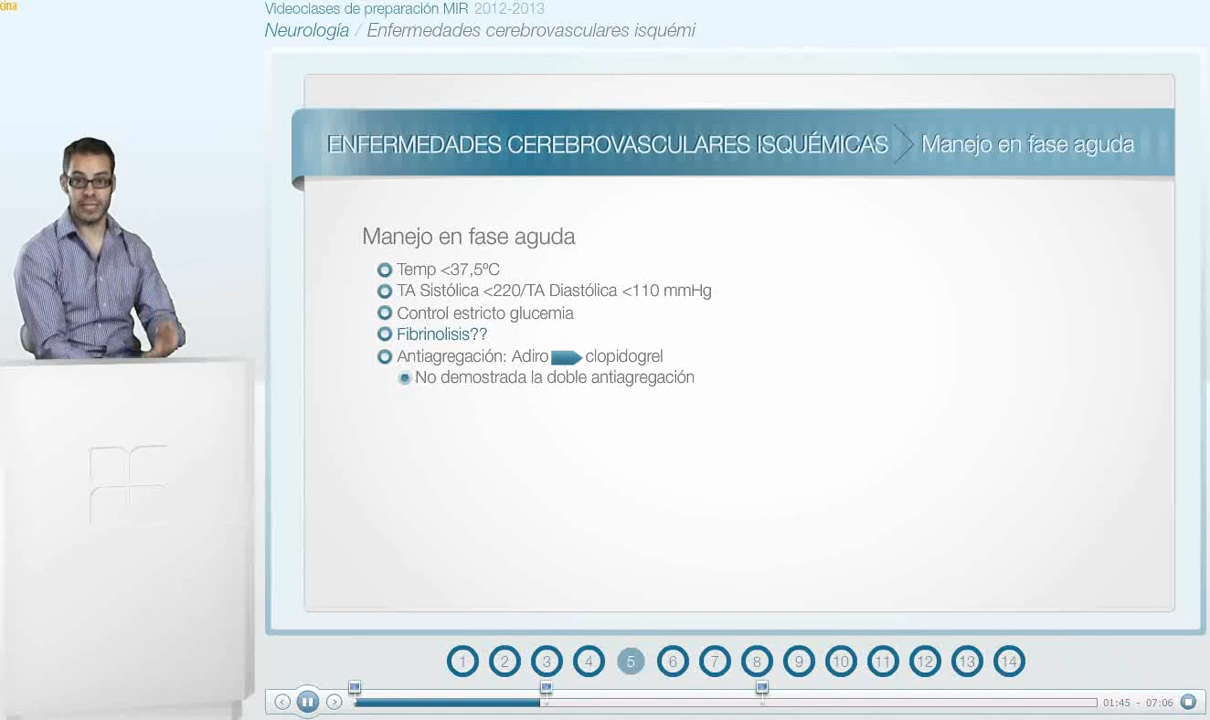 cina
Videoclases de preparación MIR 2012-2013
Neurología / Enfermedades cerebrovasculares isquémi
ENFERMEDADES CEREBROVASCULARES ISQUÉMICAS
Manejo en fase aguda
Manejo en fase aguda
Temp <37,5ºC
TA Sistólica <220/TA Diastólica <110 mmHg
Control estricto glucemia
Fibrinolisis??
Antiagregación: Adiro clopidogrel
No demostrada la doble antiagregación
1 2 3 4 5 6 7 8 9 10 11 12 13 14
01:45 - 07:06